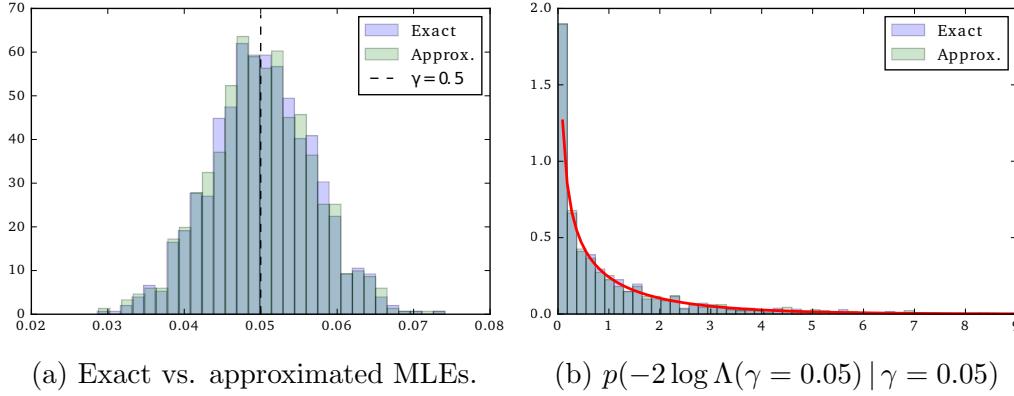 70
60
50
40
30
20
10
0
0.02 0.03 0.04 0.05 0.06 0.07 0.08
Exact
Approx.
γ=0.5
2.0
1.5
1.0
0.5
0.0
0 1 2 3 4 5 6 7 8 9
Exact
Approx.
(a) Exact vs. approximated MLEs.
(b) p(−2 log Λ(γ = 0.05) | γ = 0.05)